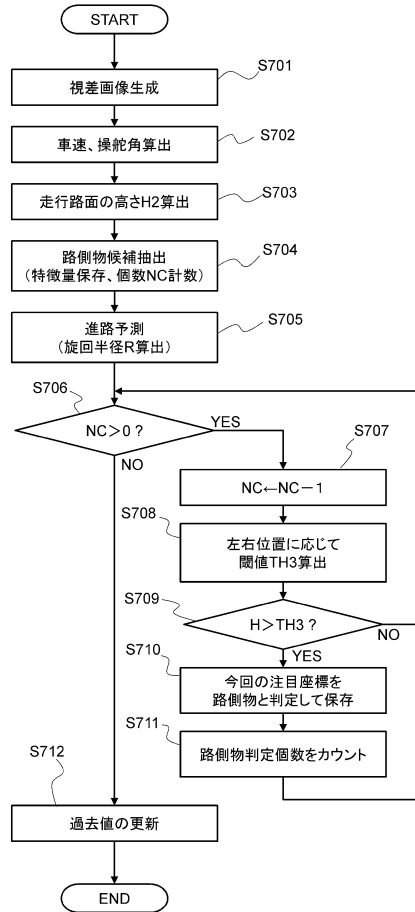 START
S701
視差画像生成
S702
車速、操舵角算出
S703
走行路面の高さH2算出
S704
路側物候補抽出
（特徴量保存、個数NC計数）
S705
進路予測
（旋回半径R算出）
S706
NC＞0？
YES
NO
S707
NC←NC－1
S708
左右位置に応じて
閾値TH3算出
S709
H＞TH3？
NO
YES
S710
今回の注目座標を
路側物と判定して保存
S711
路側物判定個数をカウント
S712
過去値の更新
END